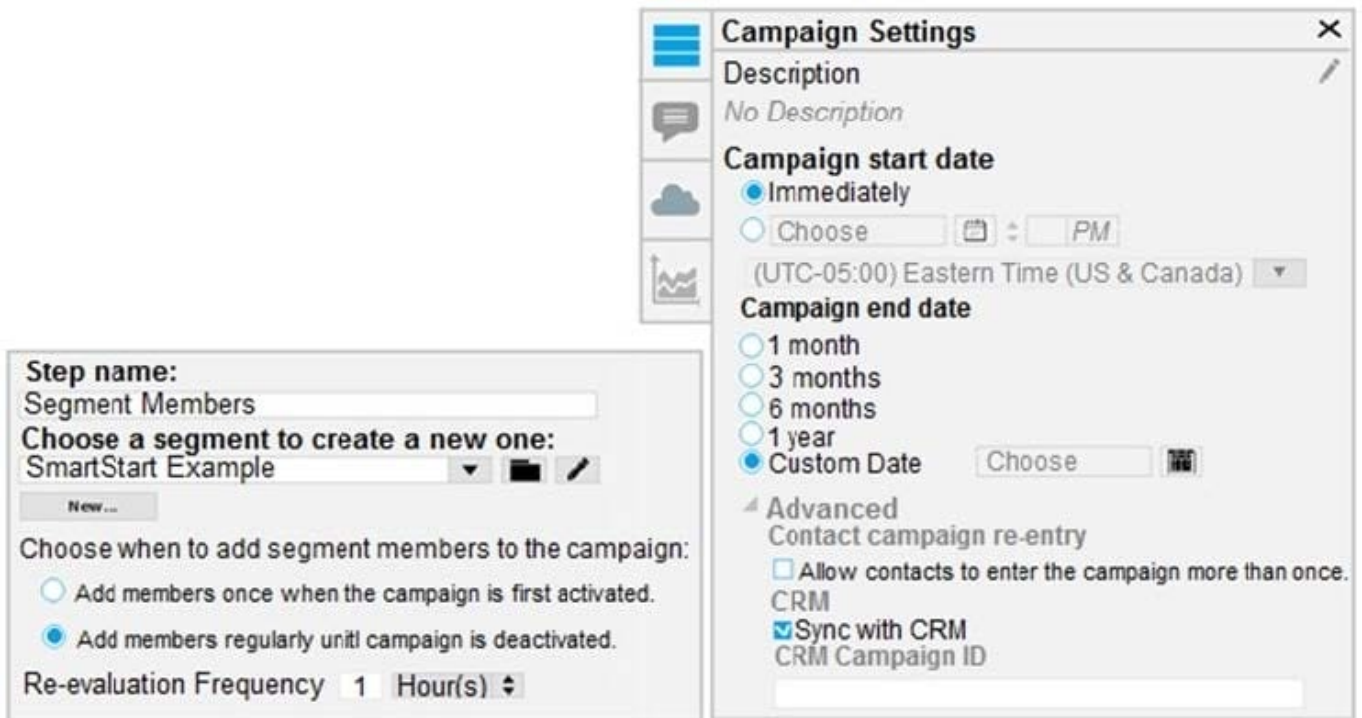 Campaign Settings
Description
No Description
Campaign start date
Immediately
Choose PM
(UTC-05:00) Eastern Time (US & Canada)
Campaign end date
1 month
3 months
6 months
1 year
Custom Date Choose
Advanced
Contact campaign re-entry
Allow contacts to enter the campaign more than once.
CRM
Sync with CRM
CRM Campaign ID
Step name:
Segment Members
Choose a segment to create a new one:
SmartStart Example
New...
Choose when to add segment members to the campaign:
Add members once when the campaign is first activated.
Add members regularly unitl campaign is deactivated.
Re-evaluation Frequency 1 Hour(s)